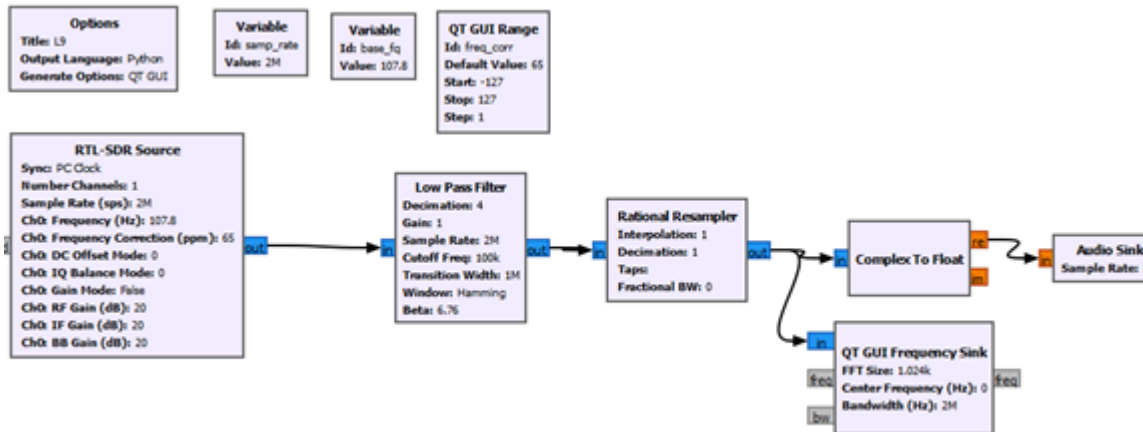 Options
Title: L9
Output Language: Python
Generate Options: QT GUI
Variable
Id: samp_rate
Value: 2M
Variable
Id: base_fq
Value: 107.8
QT GUI Range
Id: freq_corr
Default Value: 65
Start: -127
Stop: 127
Step: 1
RTL-SDR Source
Sync: PC Clock
Number Channels: 1
Sample Rate (sps): 2M
Ch0: Frequency (Hz): 107.8
Ch0: Frequency Correction (ppm): 65
Ch0: DC Offset Mode: 0
Ch0: IQ Balance Mode: 0
Ch0: Gain Mode: False
Ch0: RF Gain (dB): 20
Ch0: IF Gain (dB): 20
Ch0: BB Gain (dB): 20
out
in
Low Pass Filter
Decimation: 4
Gain: 1
Sample Rate: 2M
Cutoff Freq: 100k
Transition Width: 1M
Window: Hamming
Beta: 6.76
out
in
Rational Resampler
Interpolation: 1
Decimation: 1
Taps:
Fractional BW: 0
out
in
Complex To Float
re
im
in
Audio Sink
Sample Rate:
in
freq
bw
QT GUI Frequency Sink
FFT Size: 1.024k
Center Frequency (Hz): 0
Bandwidth (Hz): 2M
freq